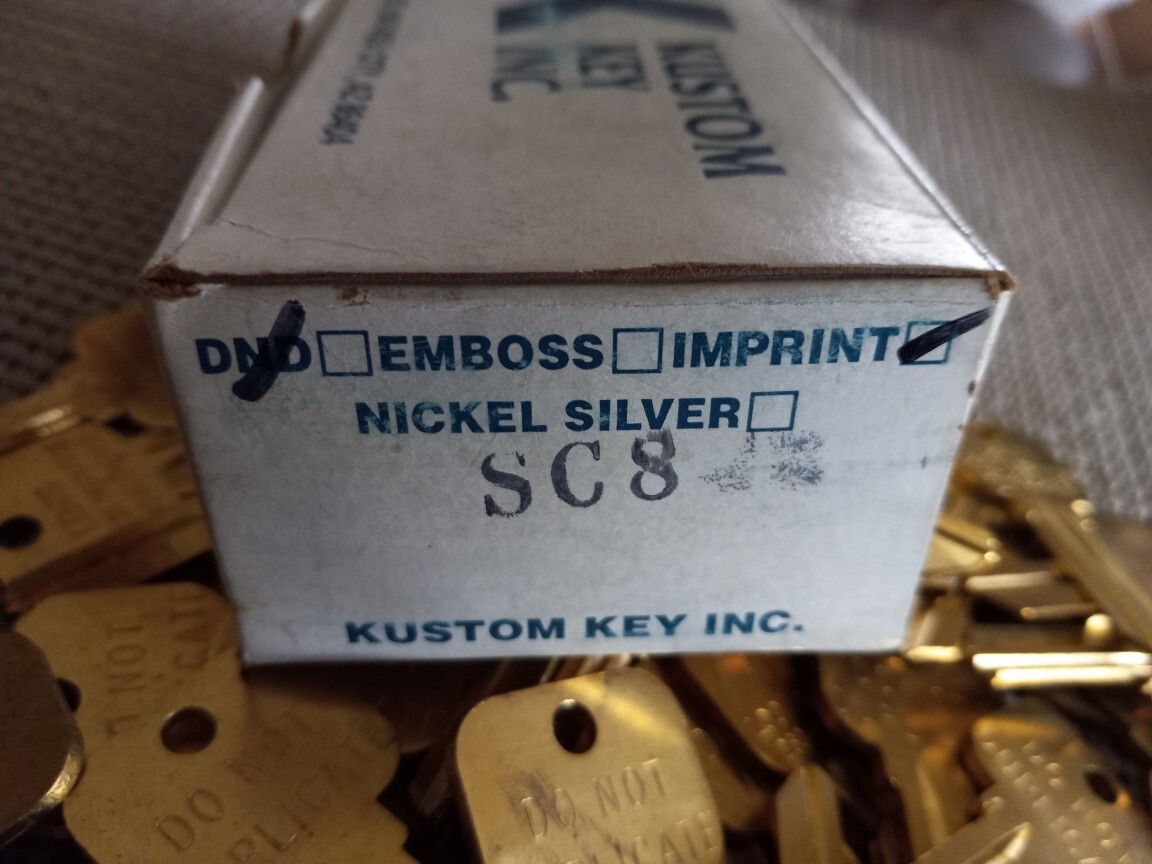 KUSTOM
KEY
INC
DND EMBOSS IMPRINT
NICKEL SILVER
SC8
KUSTOM KEY INC.
DO NOT
DO NOT